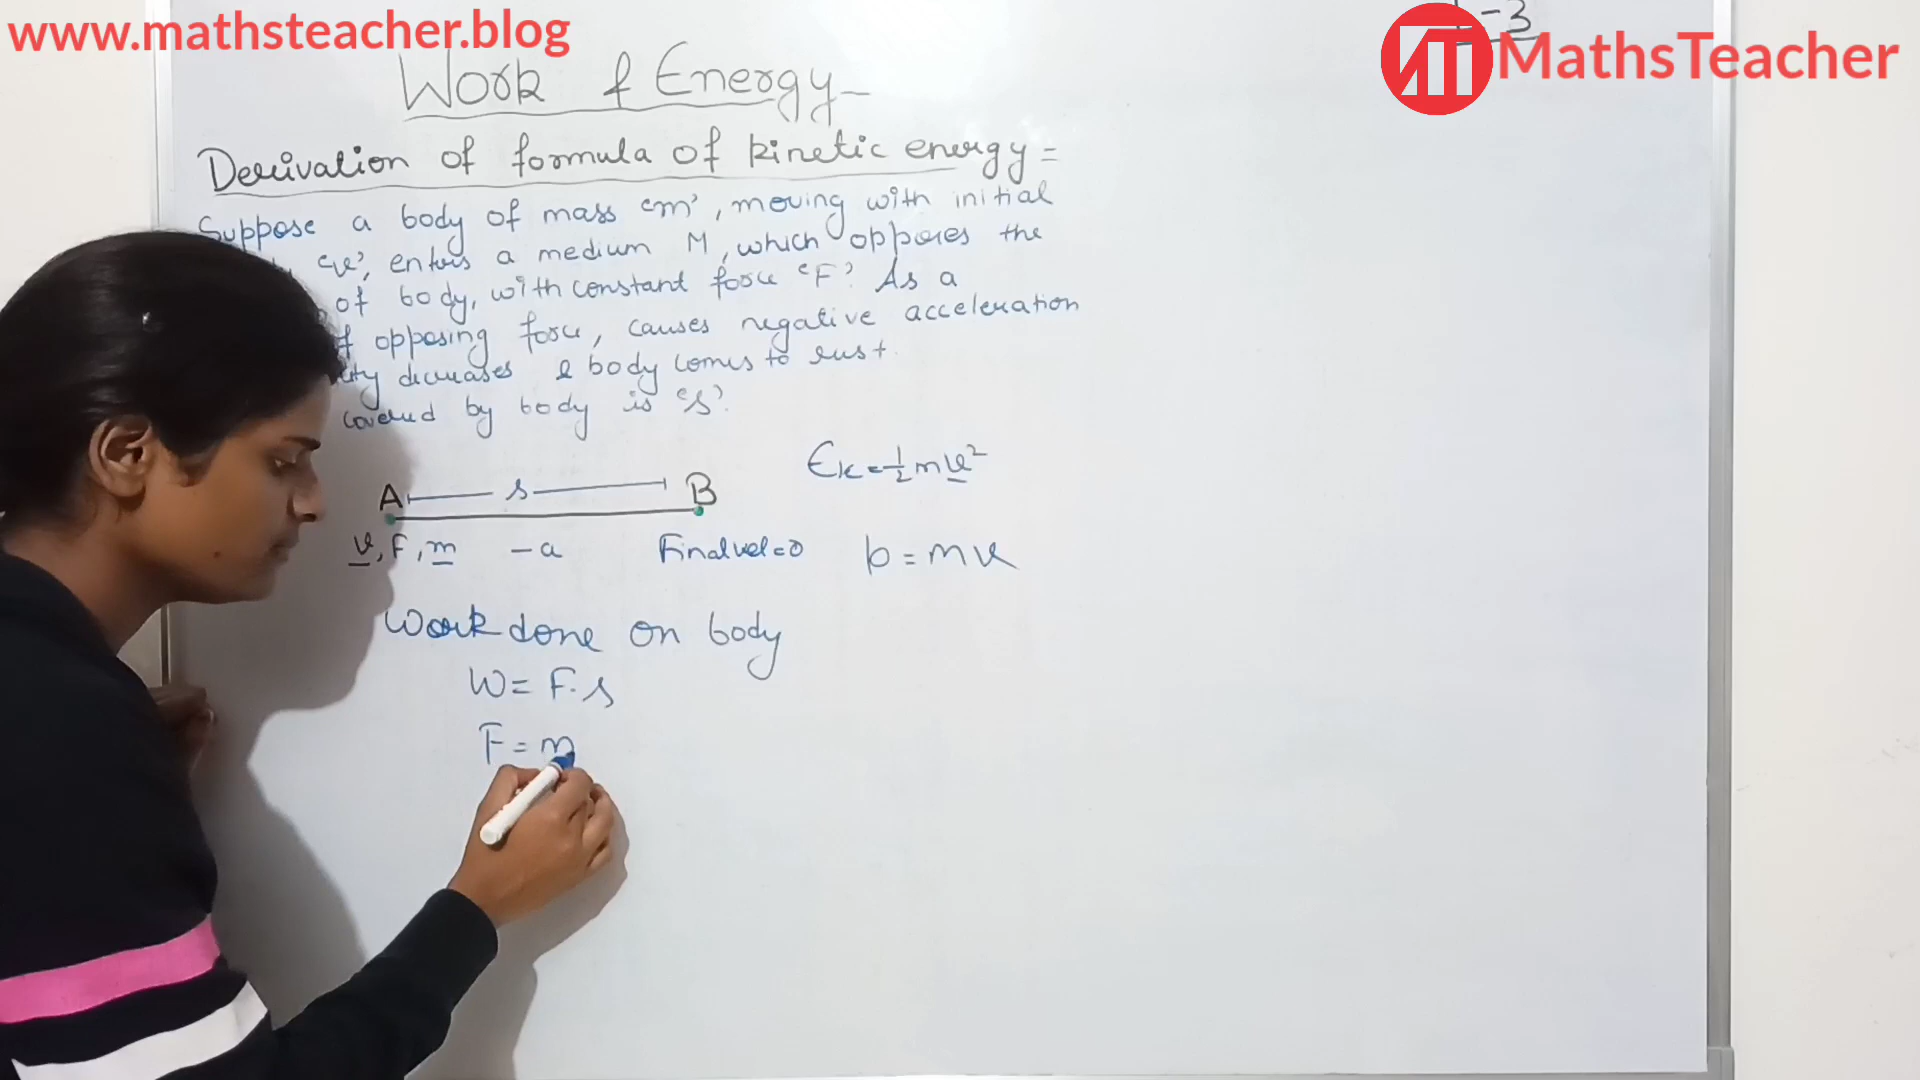 www.mathsteacher.blog
-3
MathsTeacher
Work & Energy-
Derivation of formula of kinetic energy =
Suppose a body of mass 'm', moving with initial
'v', enters a medium M, which opposes the
of body, with constant force 'F'. As a
of opposing force, causes negative acceleration
decreases & body comes to rest.
covered by body is 's'.
Ek=1/2mv²
A s B
v, F, m -a Final vel=0 p=mv
Work done on body
W= F.s
F=m